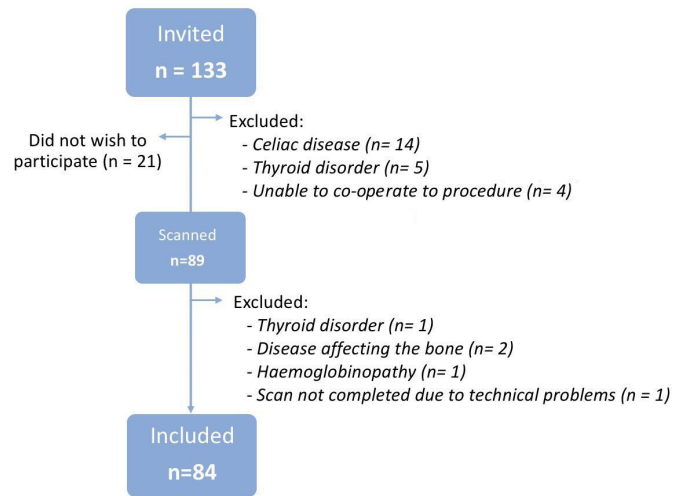 Invited
n = 133
Did not wish to
participate (n = 21)
Excluded:
- Celiac disease (n= 14)
- Thyroid disorder (n= 5)
- Unable to co-operate to procedure (n= 4)
Scanned
n=89
Excluded:
- Thyroid disorder (n= 1)
- Disease affecting the bone (n= 2)
- Haemoglobinopathy (n= 1)
- Scan not completed due to technical problems (n = 1)
Included
n=84